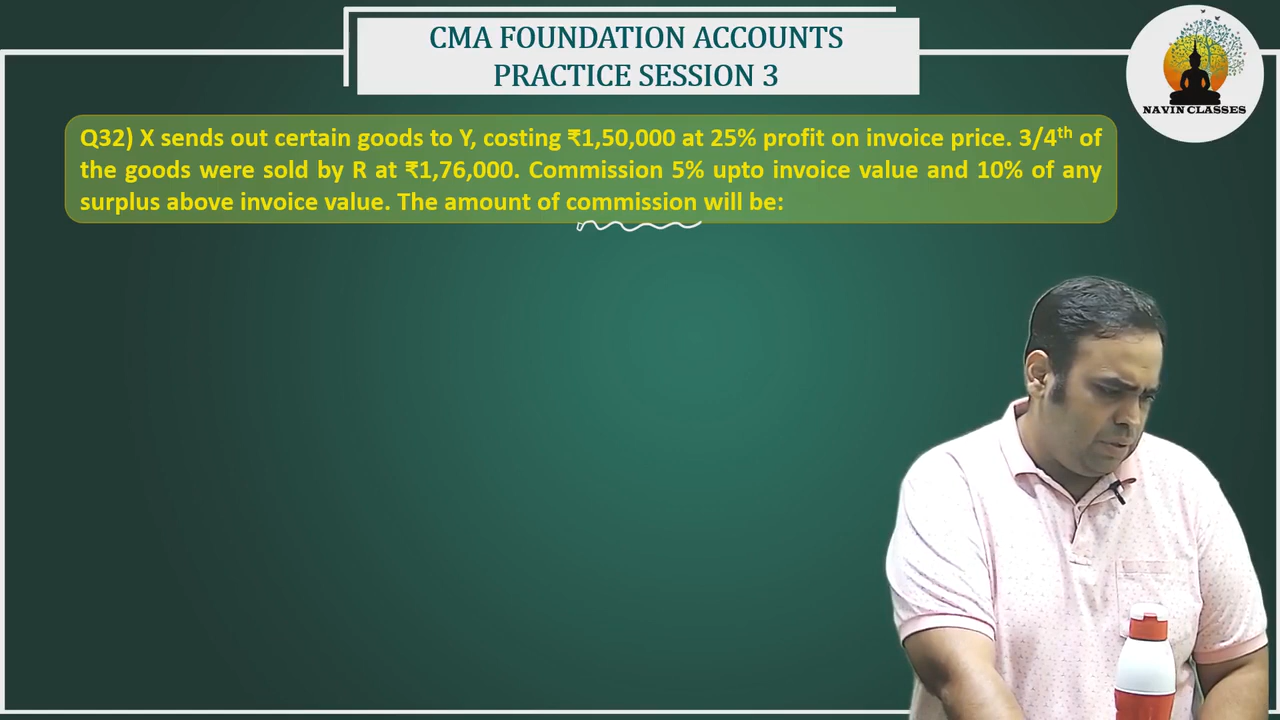 CMA FOUNDATION ACCOUNTS
PRACTICE SESSION 3
NAVIN CLASSES
Q32) X sends out certain goods to Y, costing ₹1,50,000 at 25% profit on invoice price. 3/4th of
the goods were sold by R at ₹1,76,000. Commission 5% upto invoice value and 10% of any
surplus above invoice value. The amount of commission will be: